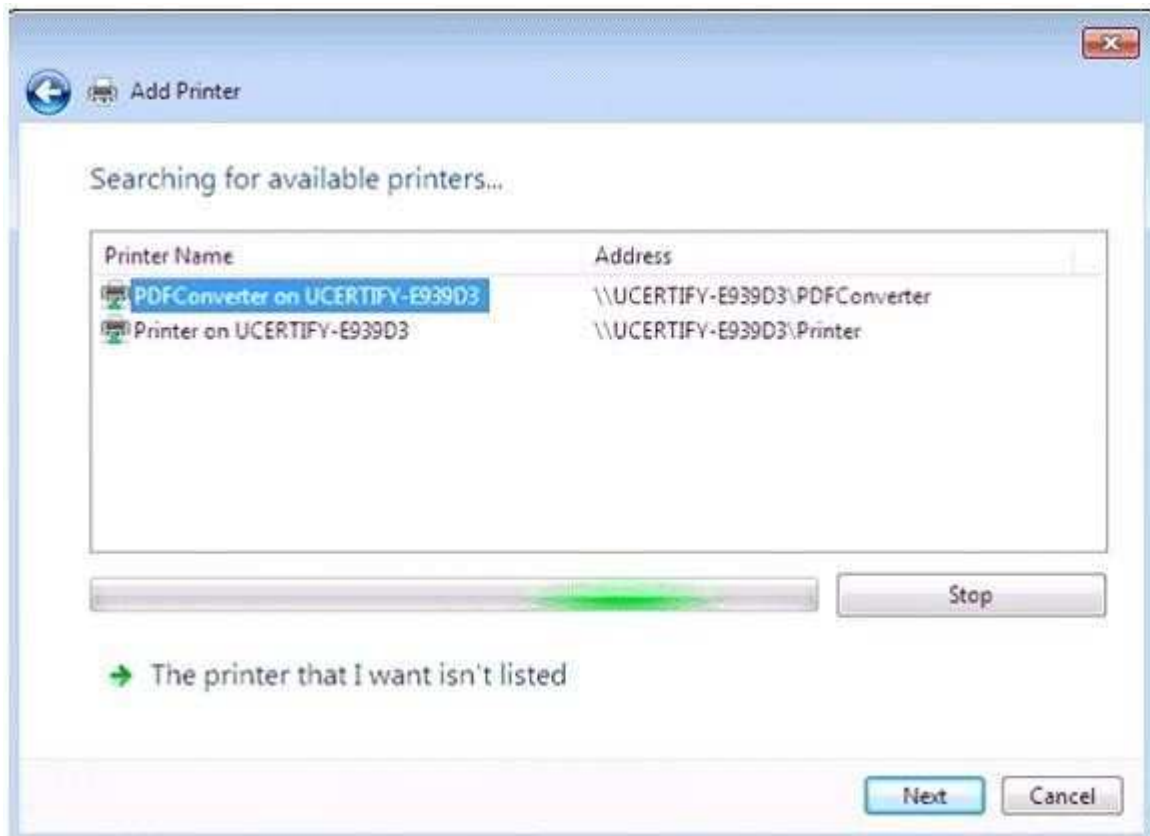 Add Printer
Searching for available printers...
Printer Name Address
PDFConverter on UCERTIFY-E939D3 \\UCERTIFY-E939D3\PDFConverter
Printer on UCERTIFY-E939D3 \\UCERTIFY-E939D3\Printer
Stop
The printer that I want isn't listed
Next Cancel